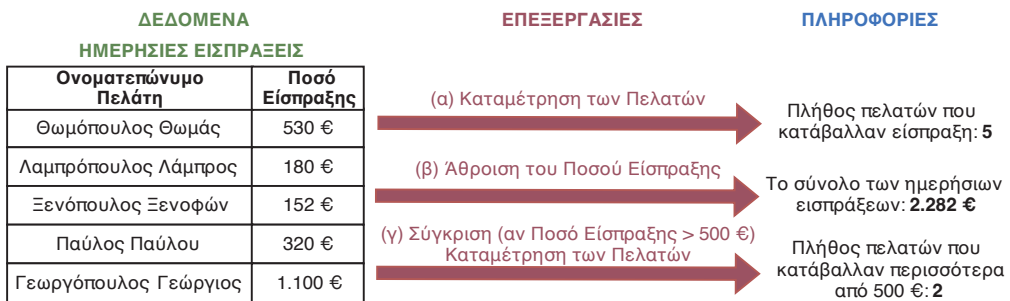 ΔΕΔΟΜΕΝΑ
ΗΜΕΡΗΣΙΕΣ ΕΙΣΠΡΑΞΕΙΣ
Ονοματεπώνυμο Πελάτη
Ποσό Είσπραξης
Θωμόπουλος Θωμάς 530 €
Λαμπρόπουλος Λάμπρος 180 €
Ξενόπουλος Ξενοφών 152 €
Παύλος Παύλου 320 €
Γεωργόπουλος Γεώργιος 1.100 €
ΕΠΕΞΕΡΓΑΣΙΕΣ
(α) Καταμέτρηση των Πελατών
(β) Άθροιση του Ποσού Είσπραξης
(γ) Σύγκριση (αν Ποσό Είσπραξης > 500 €)
Καταμέτρηση των Πελατών
ΠΛΗΡΟΦΟΡΙΕΣ
Πλήθος πελατών που
κατάβαλλαν είσπραξη: 5
Το σύνολο των ημερήσιων
εισπράξεων: 2.282 €
Πλήθος πελατών που
κατάβαλλαν περισσότερα
από 500 €: 2